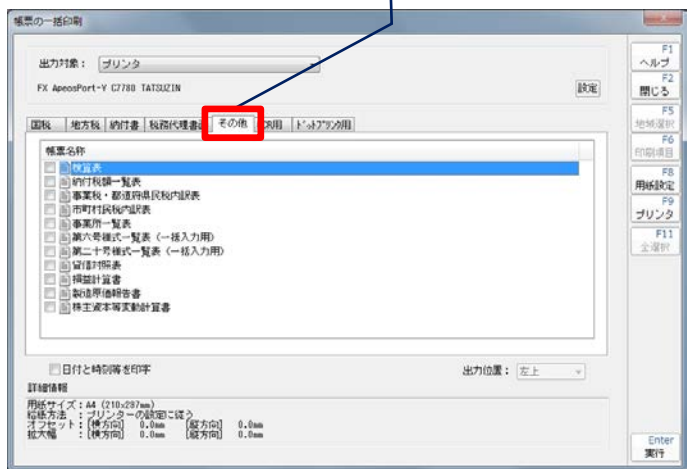 帳票の一括印刷
出力対象： プリンタ
FX ApeosPort-V C7780 TATSUZIN
設定
国税 地方税 納付書 税務代理書面 その他 OCR用 ﾄﾞｯﾄﾌﾟﾘﾝﾀ用
帳票名称
検算表
納付税額一覧表
事業税・都道府県民税内訳表
市町村民税内訳表
事業所一覧表
第六号様式一覧表（一括入力用）
第二十号様式一覧表（一括入力用）
貸借対照表
損益計算書
製造原価報告書
株主資本等変動計算書
日付と時刻等を印字
出力位置： 左上
詳細情報
用紙サイズ：A4 (210×297mm)
給紙方法　：プリンターの設定に従う
オフセット：[横方向] 0.0mm [縦方向] 0.0mm
拡大幅　　：[横方向] 0.0mm [縦方向] 0.0mm
F1
ヘルプ
F2
閉じる
F5
地域選択
F6
印刷項目
F8
用紙設定
F9
プリンタ
F11
全選択
Enter
実行